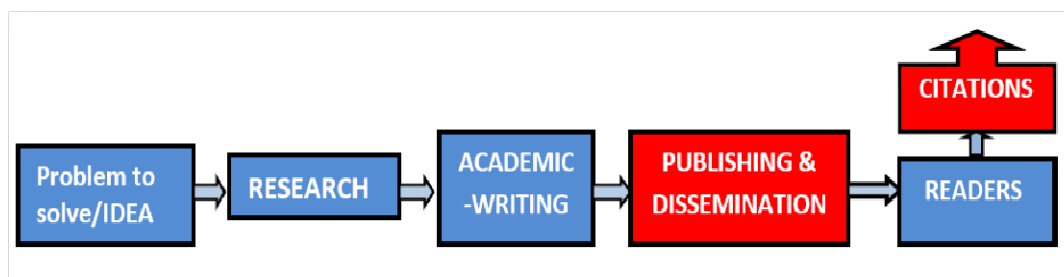 Problem to
solve/IDEA
RESEARCH
ACADEMIC
-WRITING
PUBLISHING &
DISSEMINATION
READERS
CITATIONS